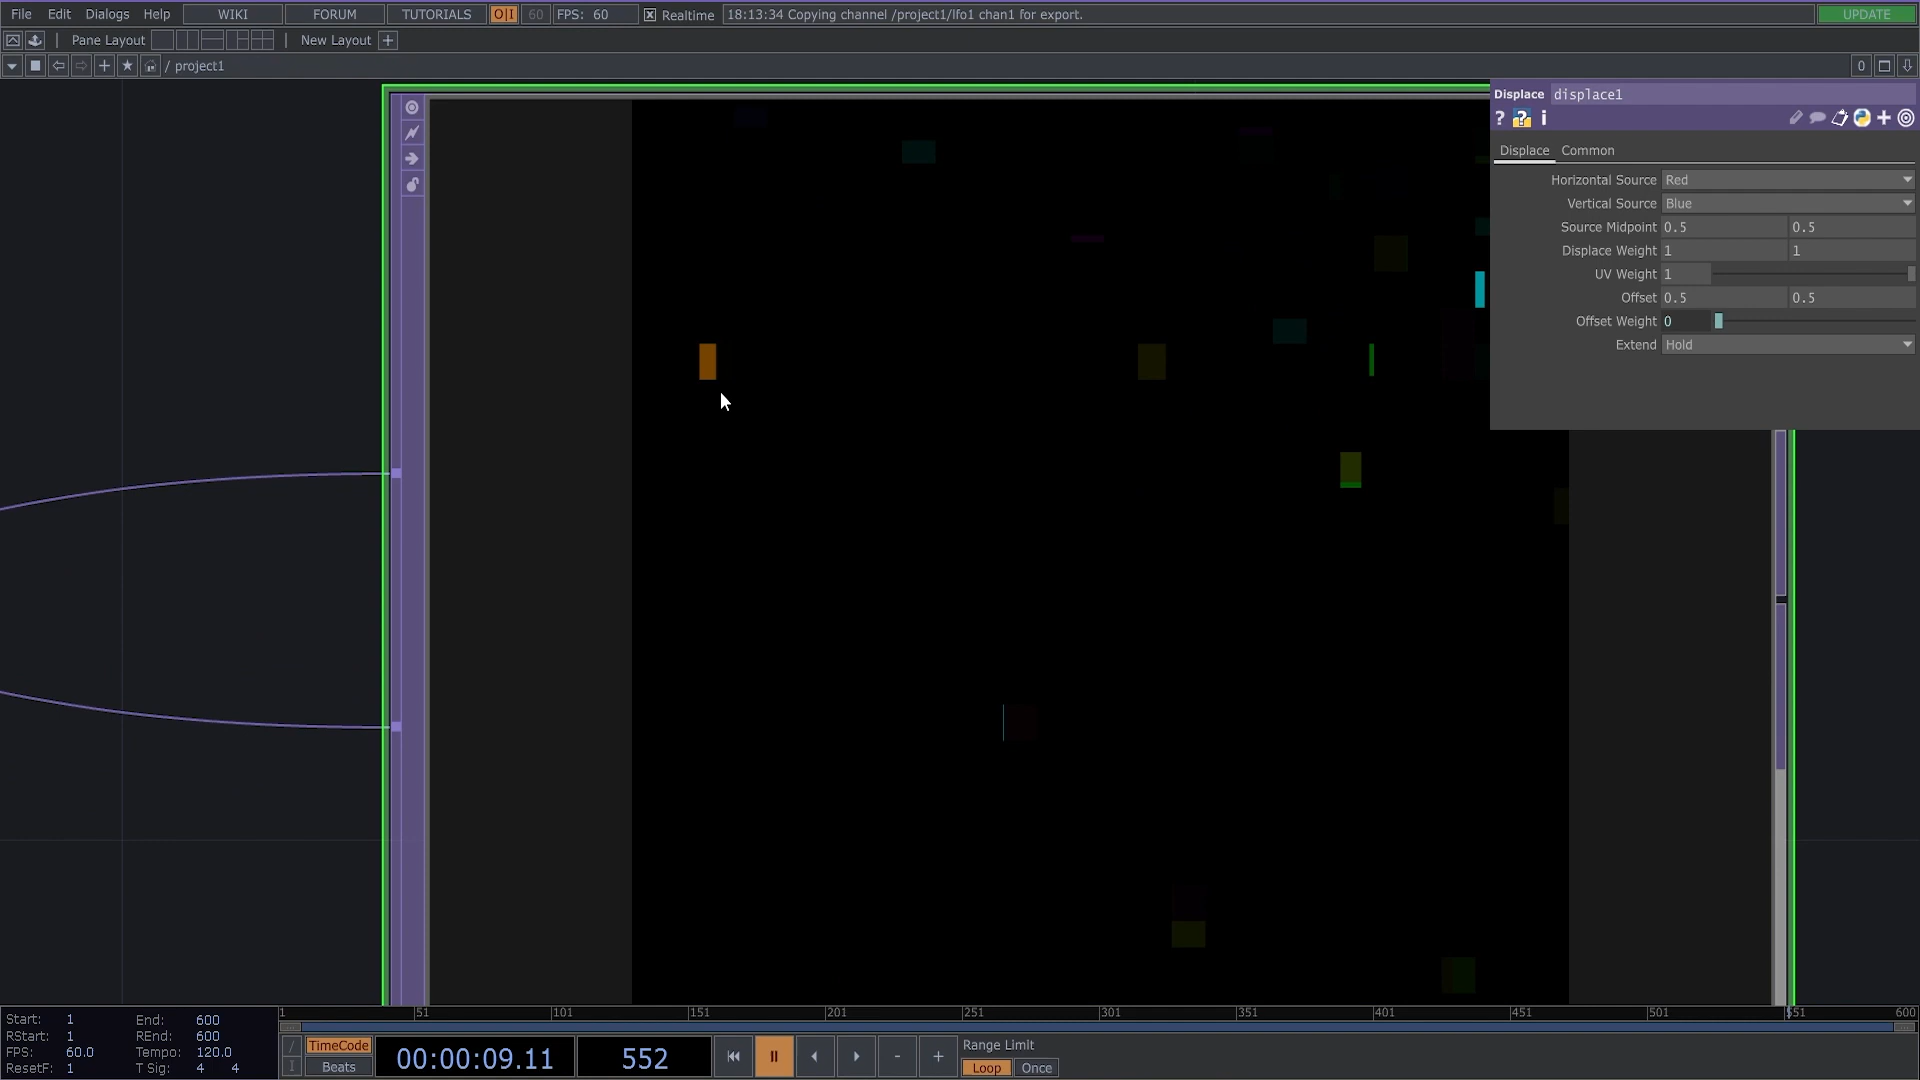 File Edit Dialogs Help WIKI FORUM TUTORIALS O|I 60 FPS: 60 Realtime 18:13:34 Copying channel /project1/lfo1 chan1 for export. UPDATE
Pane Layout New Layout +
/ project1 0
Displace displace1
? ? i
Displace Common
Horizontal Source Red
Vertical Source Blue
Source Midpoint 0.5 0.5
Displace Weight 1 1
UV Weight 1
Offset 0.5 0.5
Offset Weight 0
Extend Hold
1 51 101 151 201 251 301 351 401 451 501 551 600
Start: 1 End: 600
RStart: 1 REnd: 600
FPS: 60.0 Tempo: 120.0
ResetF: 1 T Sig: 4 4
TimeCode
Beats
00:00:09.11 552 - +
Range Limit
Loop Once